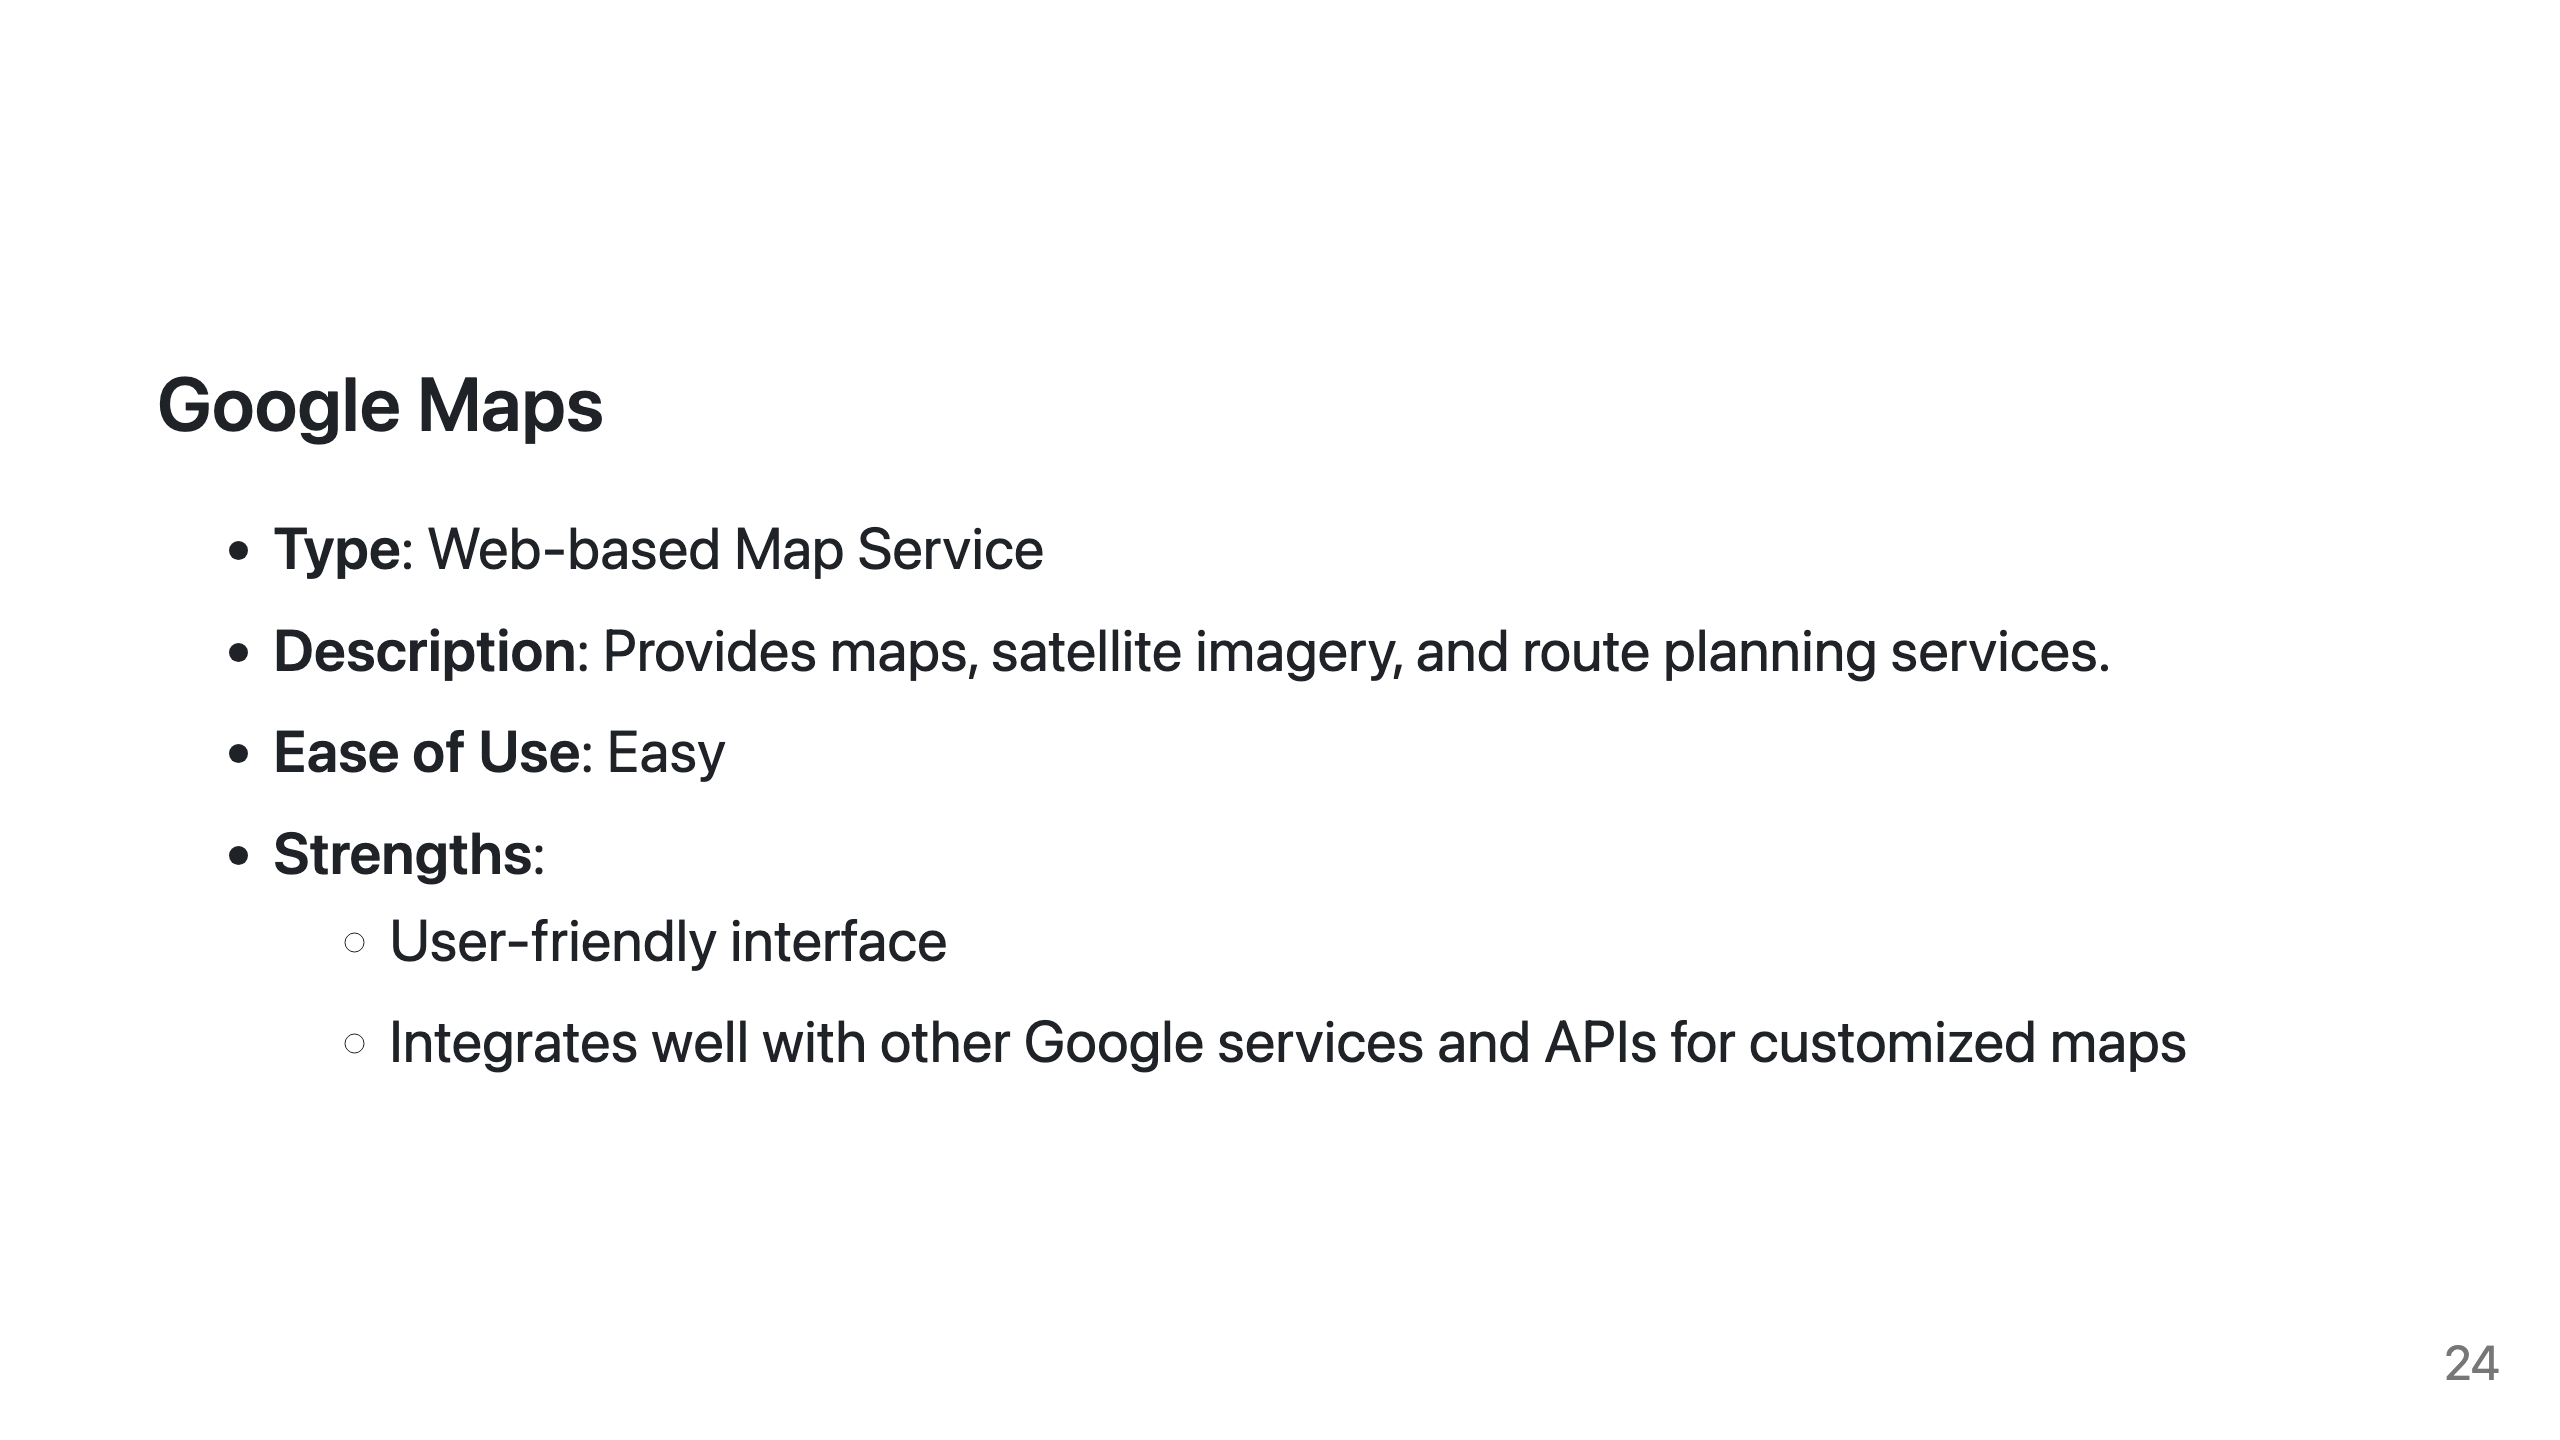 Google Maps
Type: Web-based Map Service
Description: Provides maps, satellite imagery, and route planning services.
Ease of Use: Easy
Strengths:
User-friendly interface
Integrates well with other Google services and APIs for customized maps
24